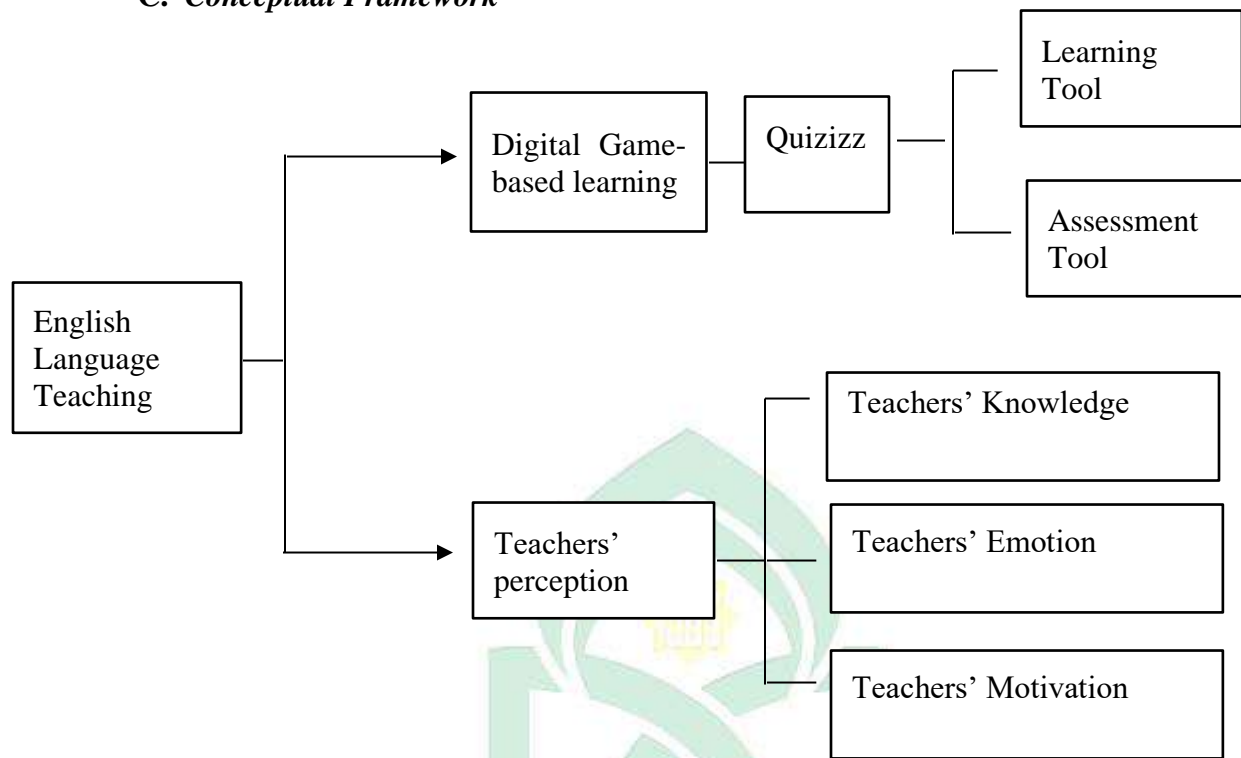 C. Conceptual Framework
Learning
Tool
Digital Game-
based learning
Quizizz
Assessment
Tool
English
Language
Teaching
Teachers’ Knowledge
Teachers’
perception
Teachers’ Emotion
Teachers’ Motivation